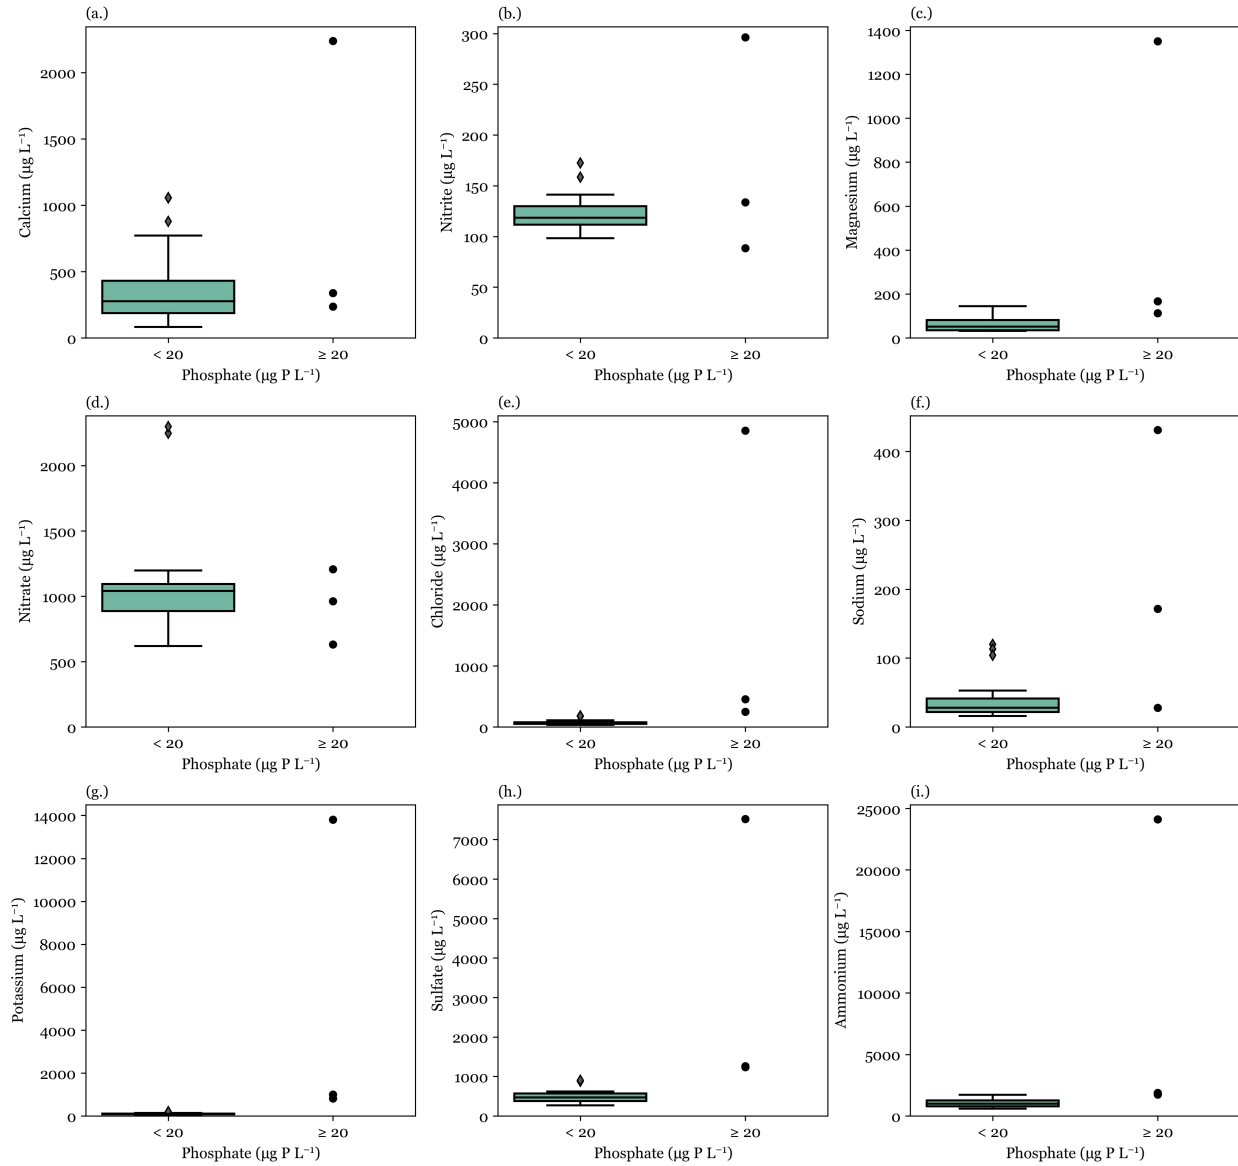 (a.)
Calcium (µg L⁻¹)
2000
1500
1000
500
0
< 20
≥ 20
Phosphate (µg P L⁻¹)
(b.)
Nitrite (µg L⁻¹)
300
250
200
150
100
50
0
< 20
≥ 20
Phosphate (µg P L⁻¹)
(c.)
Magnesium (µg L⁻¹)
1400
1200
1000
800
600
400
200
0
< 20
≥ 20
Phosphate (µg P L⁻¹)
(d.)
Nitrate (µg L⁻¹)
2000
1500
1000
500
0
< 20
≥ 20
Phosphate (µg P L⁻¹)
(e.)
Chloride (µg L⁻¹)
5000
4000
3000
2000
1000
0
< 20
≥ 20
Phosphate (µg P L⁻¹)
(f.)
Sodium (µg L⁻¹)
400
300
200
100
0
< 20
≥ 20
Phosphate (µg P L⁻¹)
(g.)
Potassium (µg L⁻¹)
14000
12000
10000
8000
6000
4000
2000
0
< 20
≥ 20
Phosphate (µg P L⁻¹)
(h.)
Sulfate (µg L⁻¹)
7000
6000
5000
4000
3000
2000
1000
0
< 20
≥ 20
Phosphate (µg P L⁻¹)
(i.)
Ammonium (µg L⁻¹)
25000
20000
15000
10000
5000
0
< 20
≥ 20
Phosphate (µg P L⁻¹)